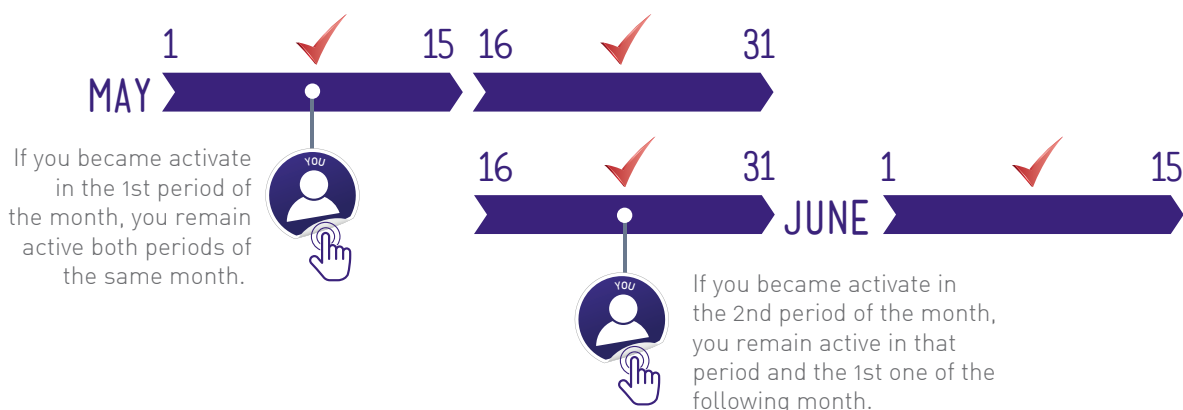 1 15 16 31
MAY
YOU
If you became activate
in the 1st period of
the month, you remain
active both periods of
the same month.
16 31 1 15
JUNE
YOU
If you became activate in
the 2nd period of the month,
you remain active in that
period and the 1st one of the
following month.